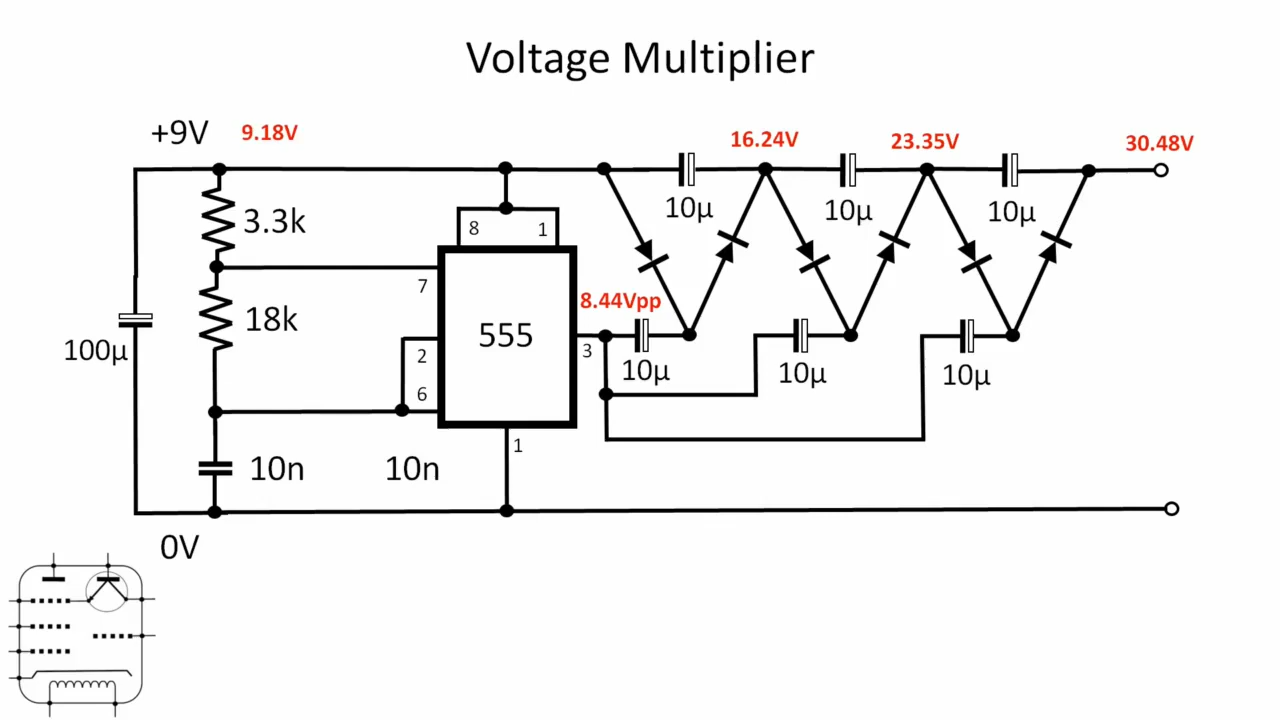 Voltage Multiplier
+9V 9.18V
16.24V 23.35V 30.48V
10µ 10µ 10µ
3.3k
8 1
7
8.44Vpp
18k
555
2 3
100µ
10µ 10µ 10µ
6
1
10n 10n
0V